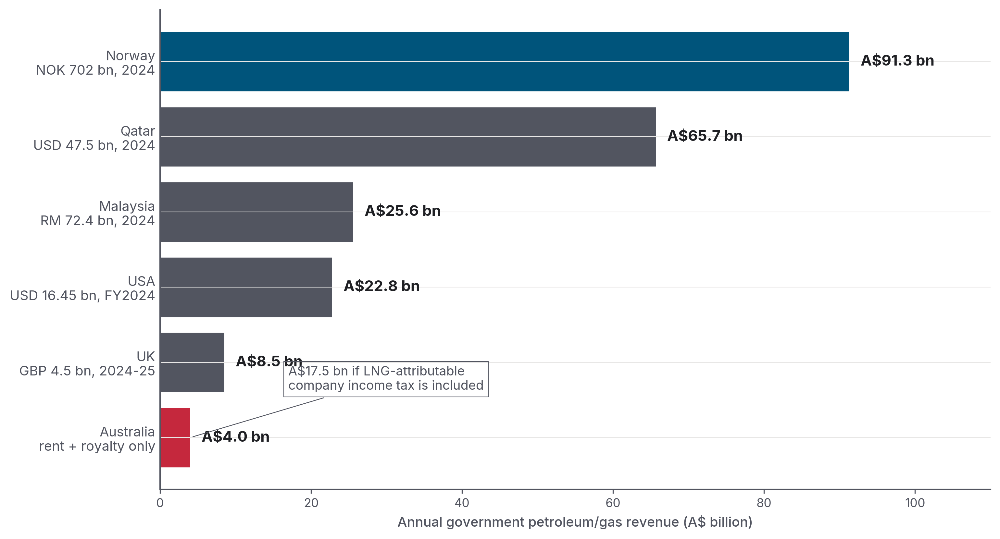 Norway
NOK 702 bn, 2024
A$91.3 bn
Qatar
USD 47.5 bn, 2024
A$65.7 bn
Malaysia
RM 72.4 bn, 2024
A$25.6 bn
USA
USD 16.45 bn, FY2024
A$22.8 bn
UK
GBP 4.5 bn, 2024-25
A$8.5 bn
A$17.5 bn if LNG-attributable
company income tax is included
Australia
rent + royalty only
A$4.0 bn
0 20 40 60 80 100
Annual government petroleum/gas revenue (A$ billion)